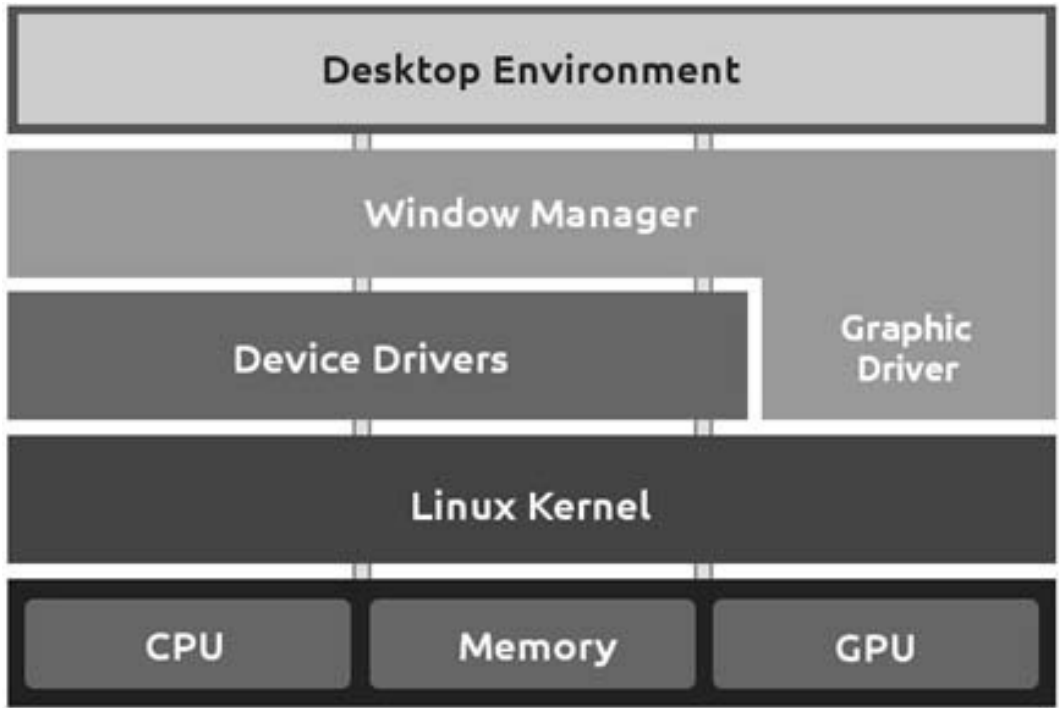 Desktop Environment
Window Manager
Device Drivers
Graphic
Driver
Linux Kernel
CPU
Memory
GPU